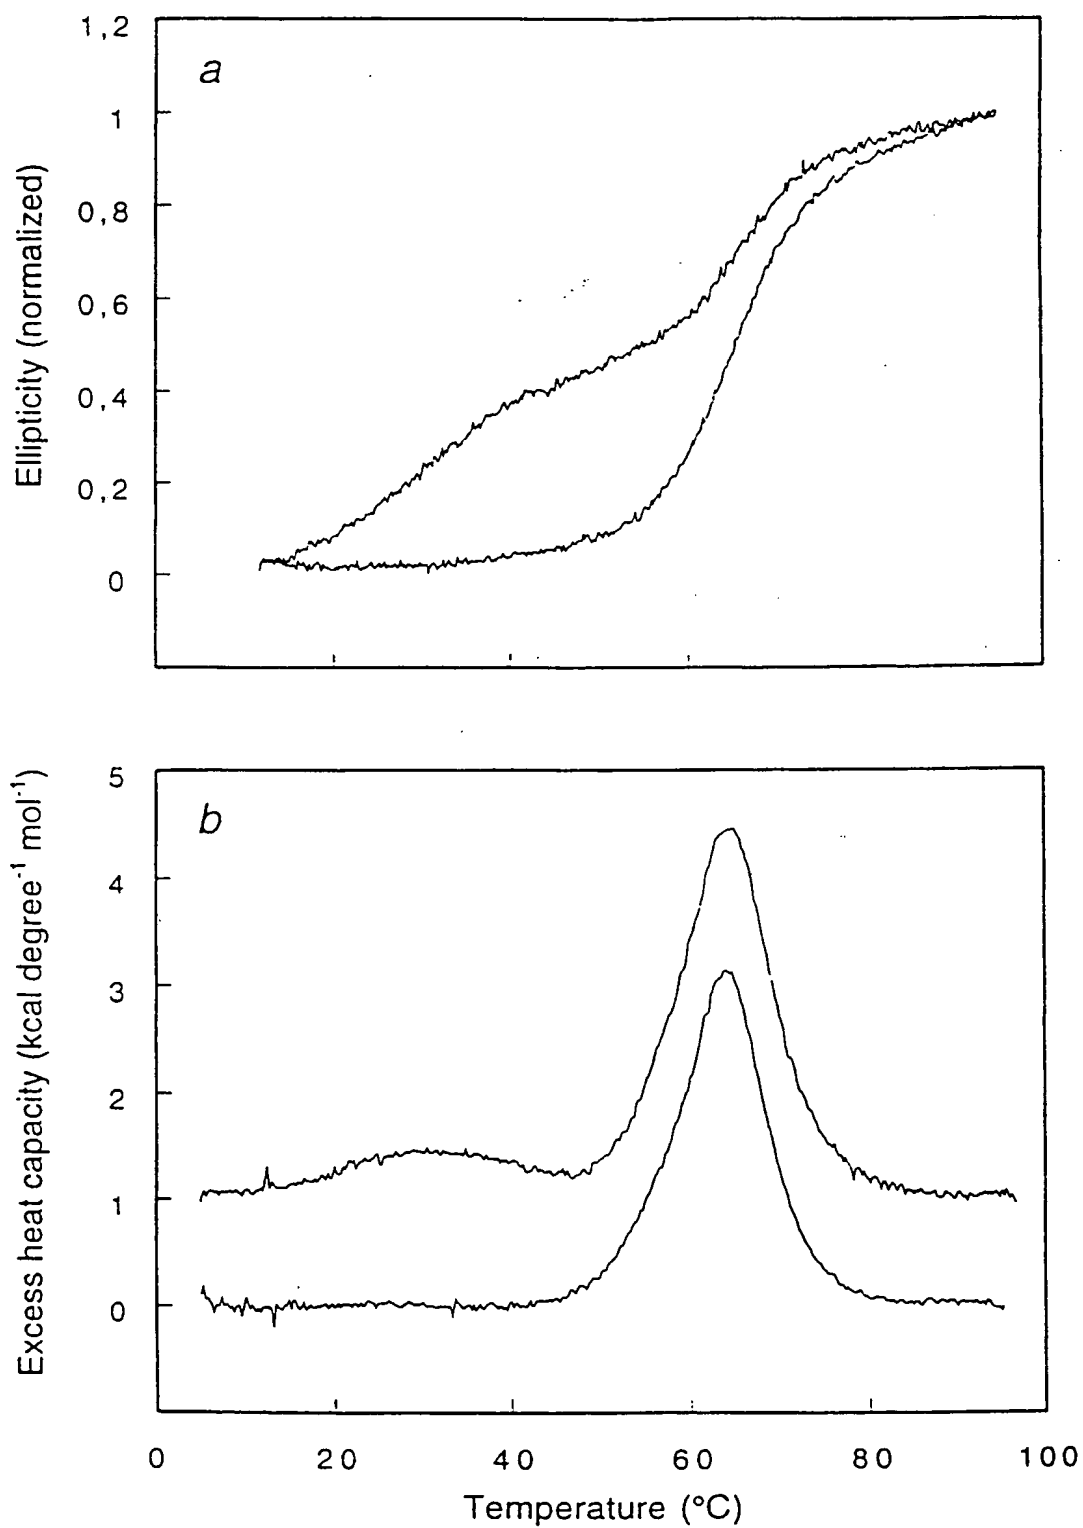 a
1,2
1
0,8
0,6
0,4
0,2
0
Ellipticity (normalized)
b
5
4
3
2
1
0
Excess heat capacity (kcal degree⁻¹ mol⁻¹)
0 20 40 60 80 100
Temperature (°C)